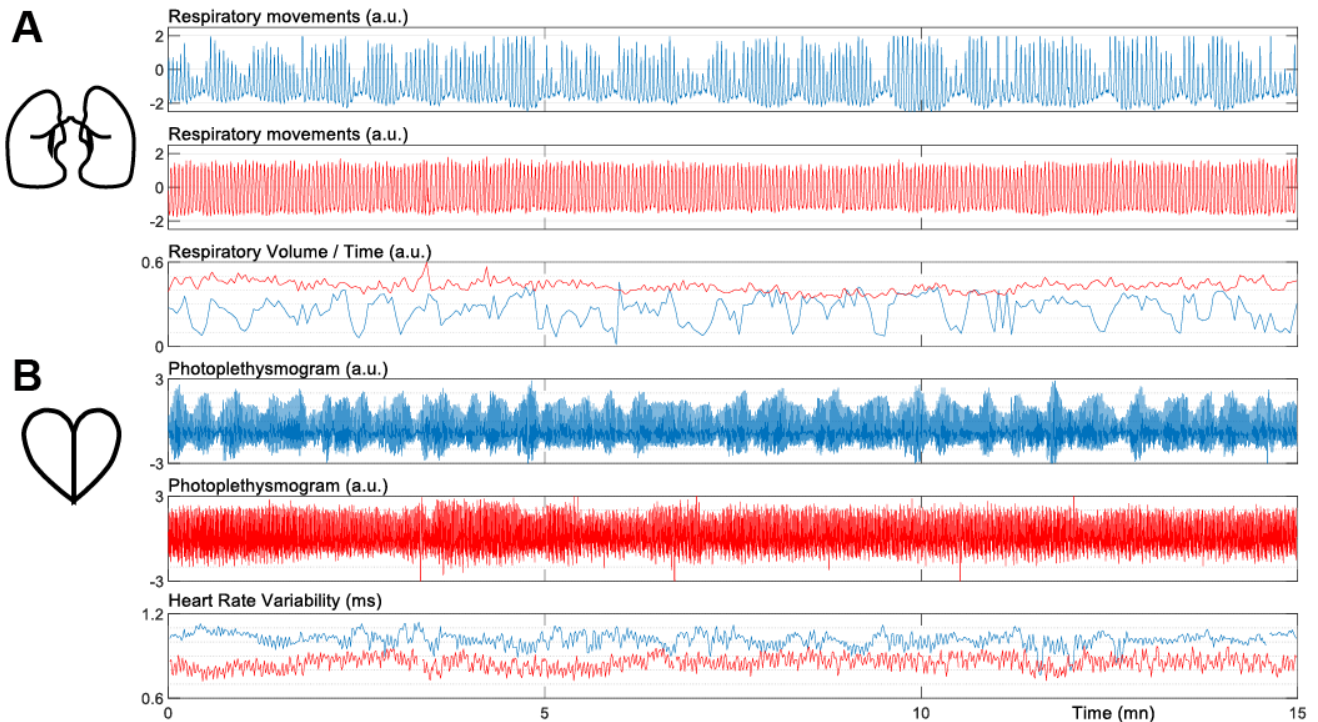 A
Respiratory movements (a.u.)
2
0
-2
Respiratory movements (a.u.)
2
0
-2
Respiratory Volume / Time (a.u.)
0.6
0
B
Photoplethysmogram (a.u.)
3
-3
Photoplethysmogram (a.u.)
3
-3
Heart Rate Variability (ms)
1.2
0.6
0 5 10 Time (mn) 15